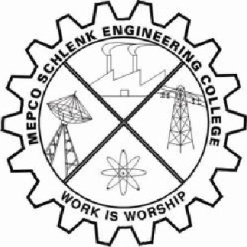 MEPCO SCHLENK ENGINEERING COLLEGE
WORK IS WORSHIP